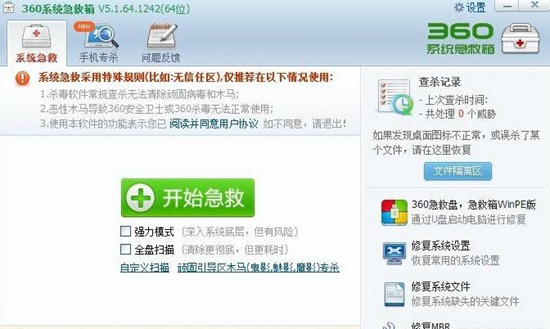 360系统急救箱 V5.1.64.1242(64位)
设置
系统急救
NEW
手机专杀
问题反馈
360
系统急救箱
系统急救采用特殊规则(比如:无信任区),仅推荐在以下情况使用:
1.杀毒软件常规查杀无法清除顽固病毒和木马;
2.恶性木马导致360安全卫士或360杀毒无法正常使用;
3.使用本软件的功能表示您已 阅读并同意用户协议 如不同意，请退出!
开始急救
强力模式 (深入系统底层，但有风险)
全盘扫描 (清除更彻底，但更耗时)
自定义扫描 顽固引导区木马(鬼影,魅影,魔影)专杀
查杀记录
- 上次查杀时间:
- 共处理 0 个威胁
如果发现桌面图标不正常，或误杀了某个文件，请在这里恢复
文件隔离区
360急救盘，急救箱WinPE版
通过U盘启动电脑进行修复
修复系统设置
恢复常用的系统设置
修复系统文件
修复系统缺失的关键文件
修复MBR